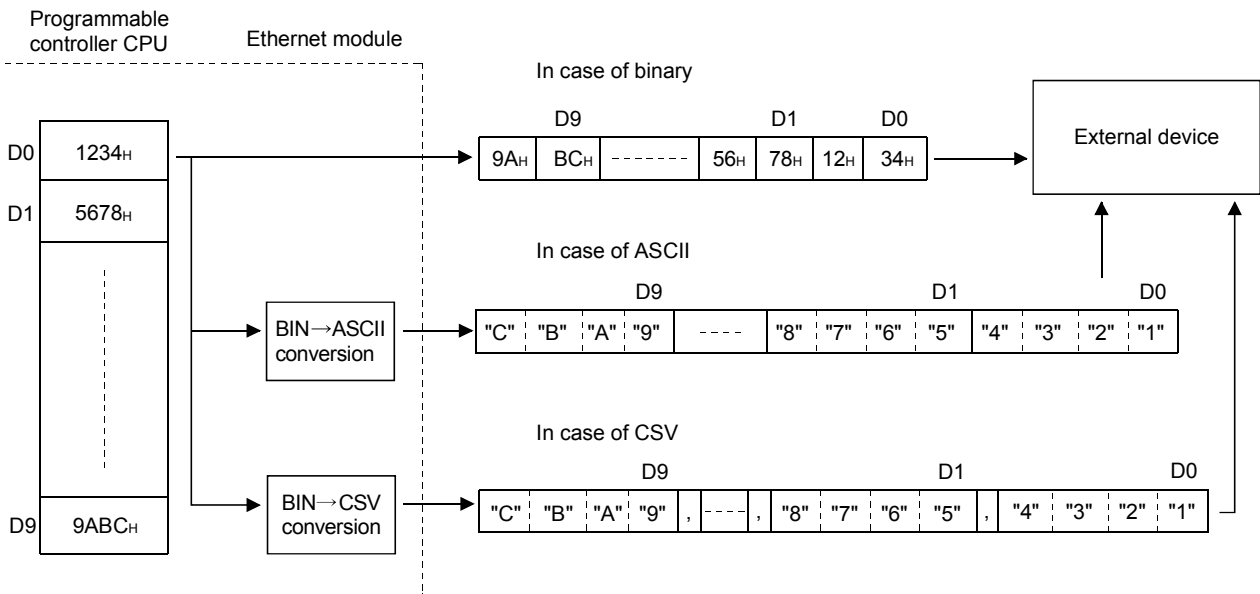 Programmable
controller CPU
Ethernet module
In case of binary
D9 D1 D0
D0 1234H
9AH BCH 56H 78H 12H 34H
External device
D1 5678H
In case of ASCII
D9 D1 D0
BIN→ASCII
conversion
"C" "B" "A" "9" "8" "7" "6" "5" "4" "3" "2" "1"
In case of CSV
D9 D1 D0
D9 9ABCH
BIN→CSV
conversion
"C" "B" "A" "9" , , "8" "7" "6" "5" , "4" "3" "2" "1"